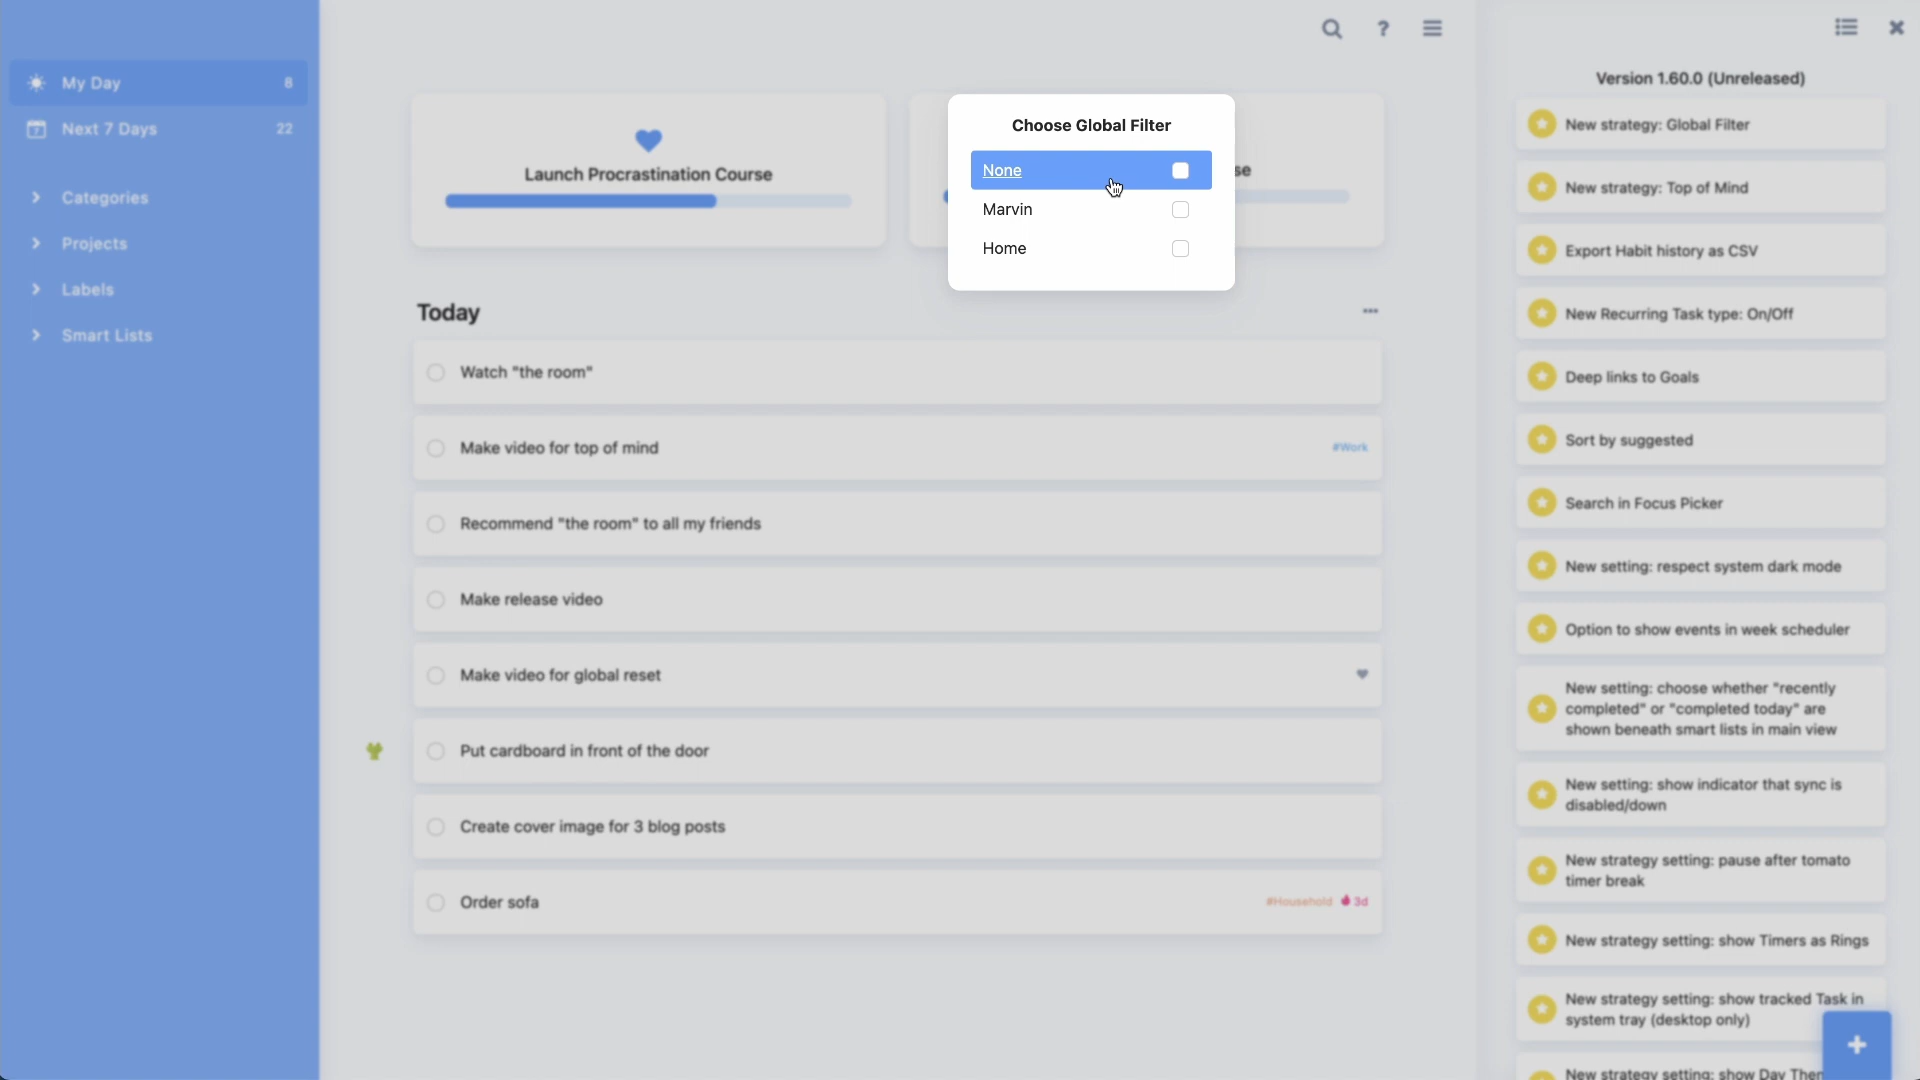 My Day 8
Next 7 Days 22
Categories
Projects
Labels
Smart Lists
?
Launch Procrastination Course
se
Choose Global Filter
None
Marvin
Home
Today
Watch "the room"
Make video for top of mind #Work
Recommend "the room" to all my friends
Make release video
Make video for global reset
Put cardboard in front of the door
Create cover image for 3 blog posts
Order sofa #Household 3d
Version 1.60.0 (Unreleased)
New strategy: Global Filter
New strategy: Top of Mind
Export Habit history as CSV
New Recurring Task type: On/Off
Deep links to Goals
Sort by suggested
Search in Focus Picker
New setting: respect system dark mode
Option to show events in week scheduler
New setting: choose whether "recently
completed" or "completed today" are
shown beneath smart lists in main view
New setting: show indicator that sync is
disabled/down
New strategy setting: pause after tomato
timer break
New strategy setting: show Timers as Rings
New strategy setting: show tracked Task in
system tray (desktop only)
New strategy setting: show Day